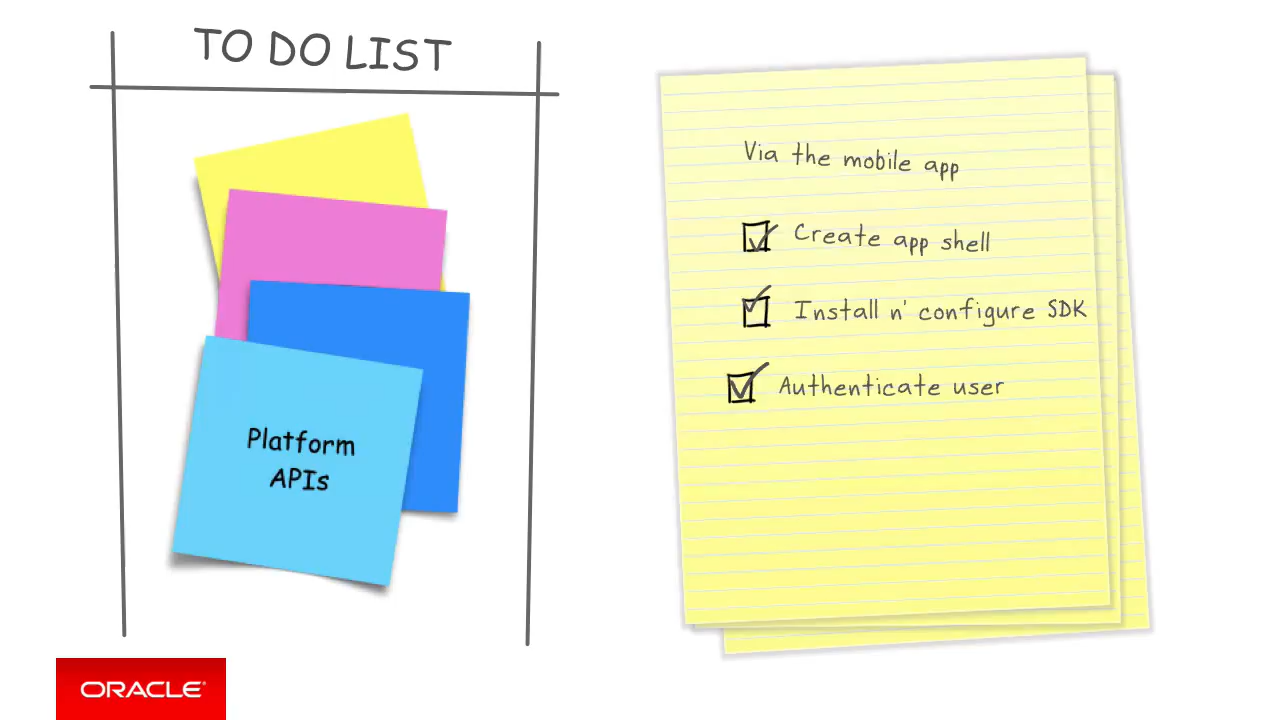 TO DO LIST
Platform
APIs
Via the mobile app
Create app shell
Install n' configure SDK
Authenticate user
ORACLE®